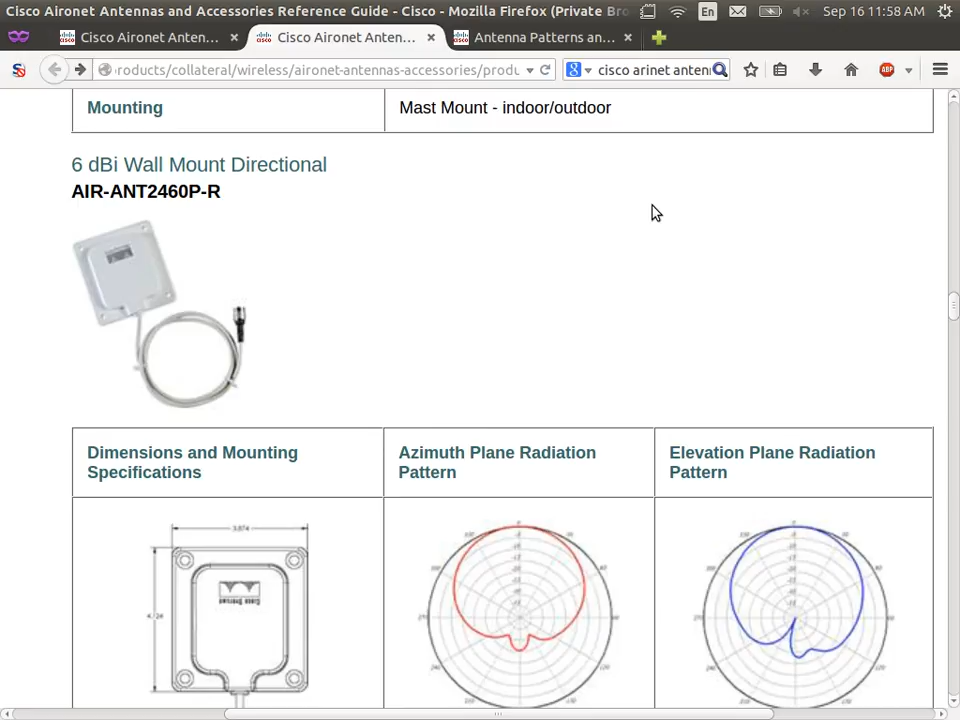 Cisco Aironet Antennas and Accessories Reference Guide - Cisco - Mozilla Firefox (Private Bro
En
Sep 16 11:58 AM
Cisco Aironet Anten...
Cisco Aironet Anten...
Antenna Patterns an...
roducts/collateral/wireless/aironet-antennas-accessories/produ
cisco arinet anten
ABP
Mounting
Mast Mount - indoor/outdoor
6 dBi Wall Mount Directional
AIR-ANT2460P-R
Dimensions and Mounting
Specifications
Azimuth Plane Radiation
Pattern
Elevation Plane Radiation
Pattern